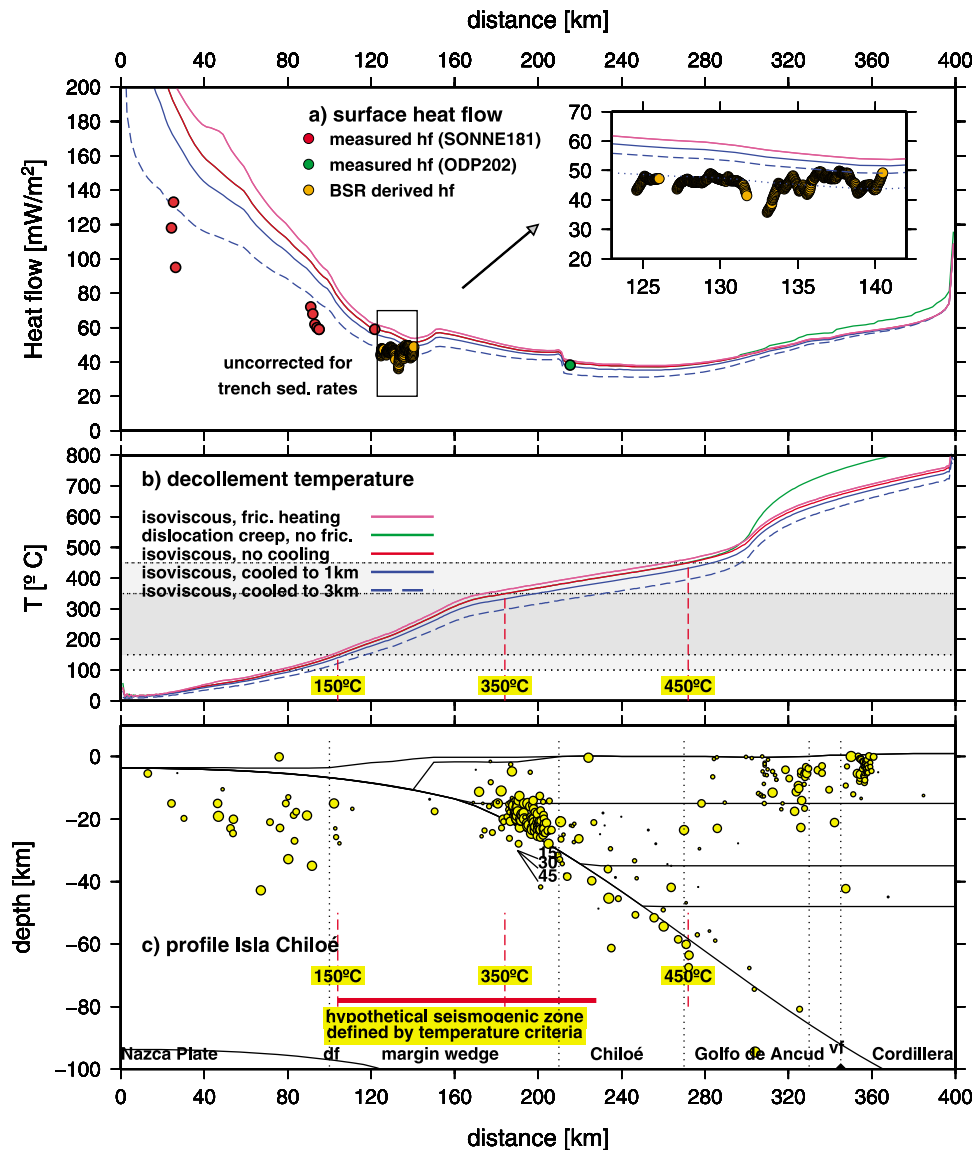 distance [km]
0 40 80 120 160 200 240 280 320 360 400
200
180
160
140
120
100
80
60
40
20
0
Heat flow [mW/m²]
a) surface heat flow
measured hf (SONNE181)
measured hf (ODP202)
BSR derived hf
uncorrected for
trench sed. rates
70
60
50
40
30
20
125 130 135 140
800
700
600
500
400
300
200
100
0
T [º C]
b) decollement temperature
isoviscous, fric. heating
dislocation creep, no fric.
isoviscous, no cooling
isoviscous, cooled to 1km
isoviscous, cooled to 3km
150ºC 350ºC 450ºC
0
−20
−40
−60
−80
−100
depth [km]
15
30
45
c) profile Isla Chiloé
150ºC 350ºC 450ºC
hypothetical seismogenic zone
defined by temperature criteria
Nazca Plate df margin wedge Chiloé Golfo de Ancud vf Cordillera
0 40 80 120 160 200 240 280 320 360 400
distance [km]